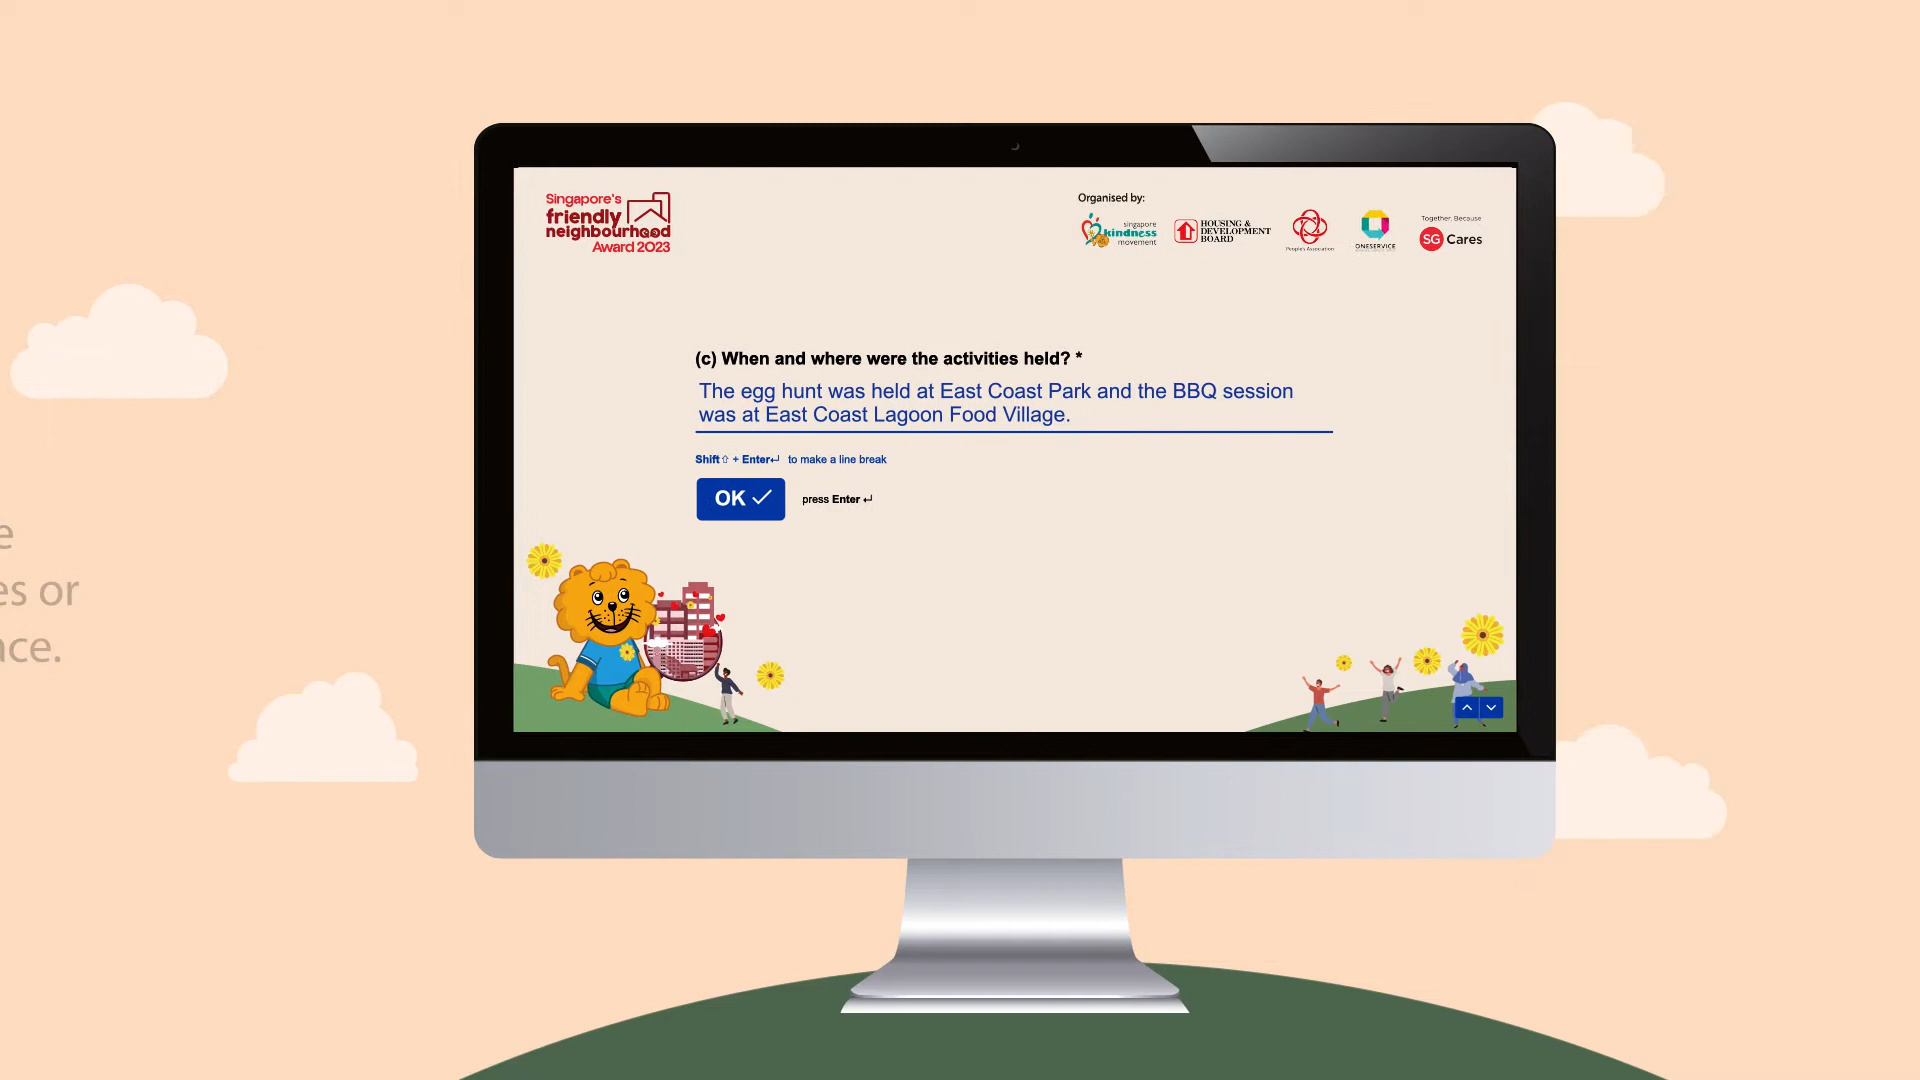 Singapore's
friendly
neighbourhood
Award 2023
Organised by:
singapore
kindness
movement
HOUSING &
DEVELOPMENT
BOARD
People's Association
ONESERVICE
Together, Because
SG Cares
(c) When and where were the activities held? *
The egg hunt was held at East Coast Park and the BBQ session
was at East Coast Lagoon Food Village.
Shift⇧ + Enter↵ to make a line break
OK ✓ press Enter ↵
or